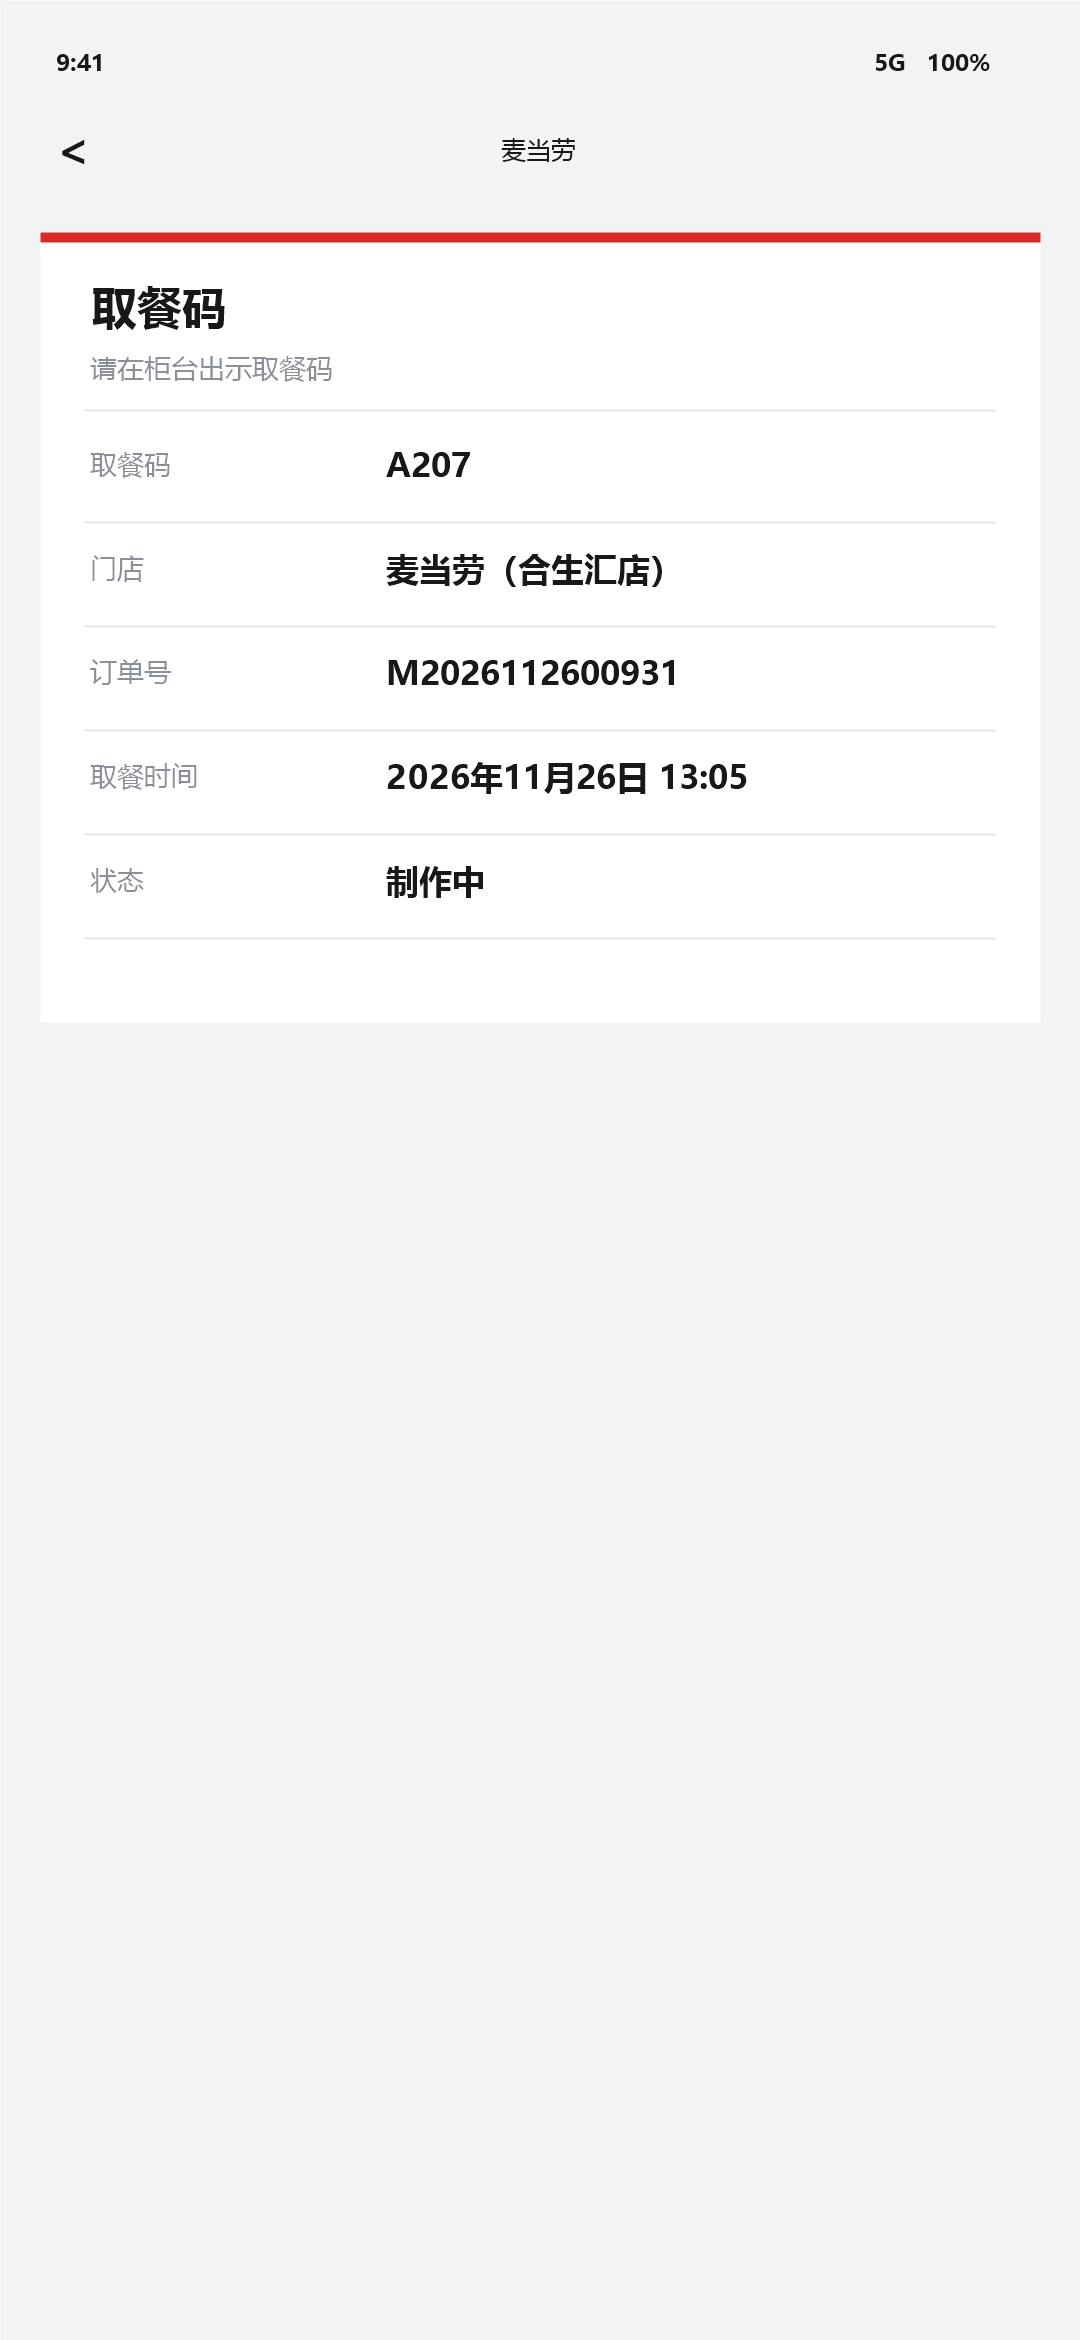 9:41 5G 100%
< 麦当劳
取餐码
请在柜台出示取餐码
取餐码 A207
门店 麦当劳（合生汇店）
订单号 M2026112600931
取餐时间 2026年11月26日 13:05
状态 制作中